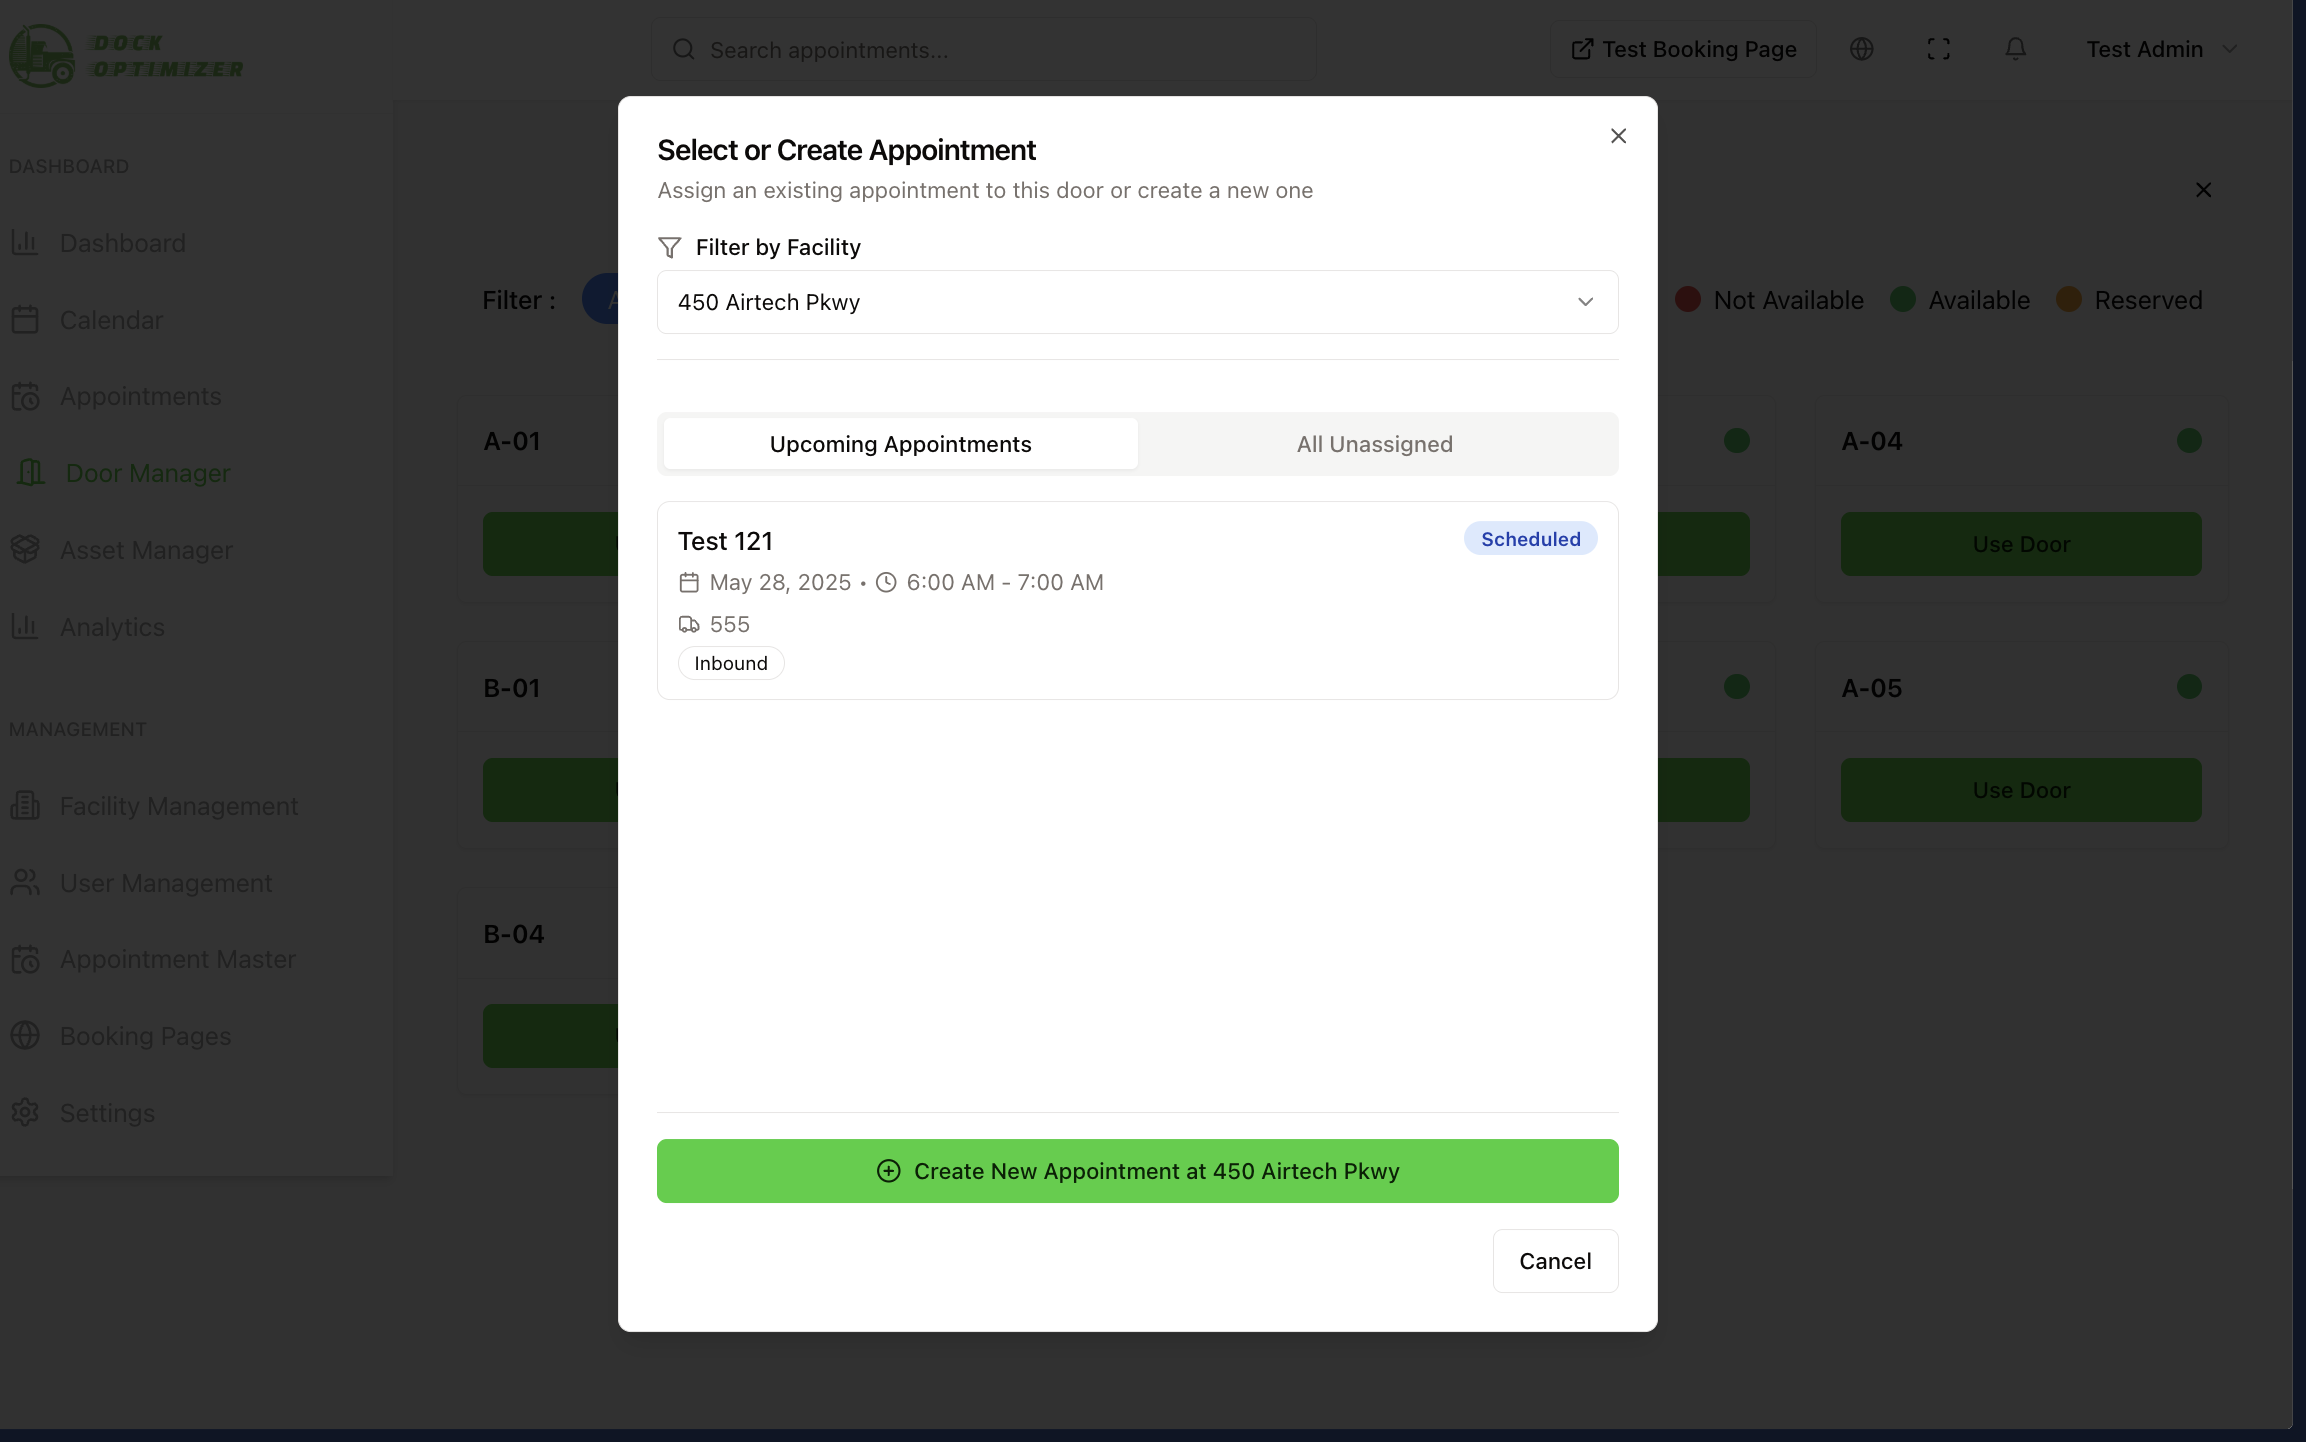 DOCK
OPTIMIZER
Search appointments...
Test Booking Page
Test Admin
DASHBOARD
Dashboard
Calendar
Appointments
Door Manager
Asset Manager
Analytics
MANAGEMENT
Facility Management
User Management
Appointment Master
Booking Pages
Settings
Filter :
Not Available
Available
Reserved
A-01
A-04
Use Door
B-01
A-05
Use Door
B-04
Select or Create Appointment
Assign an existing appointment to this door or create a new one
Filter by Facility
450 Airtech Pkwy
Upcoming Appointments
All Unassigned
Test 121
Scheduled
May 28, 2025 • 6:00 AM - 7:00 AM
555
Inbound
Create New Appointment at 450 Airtech Pkwy
Cancel